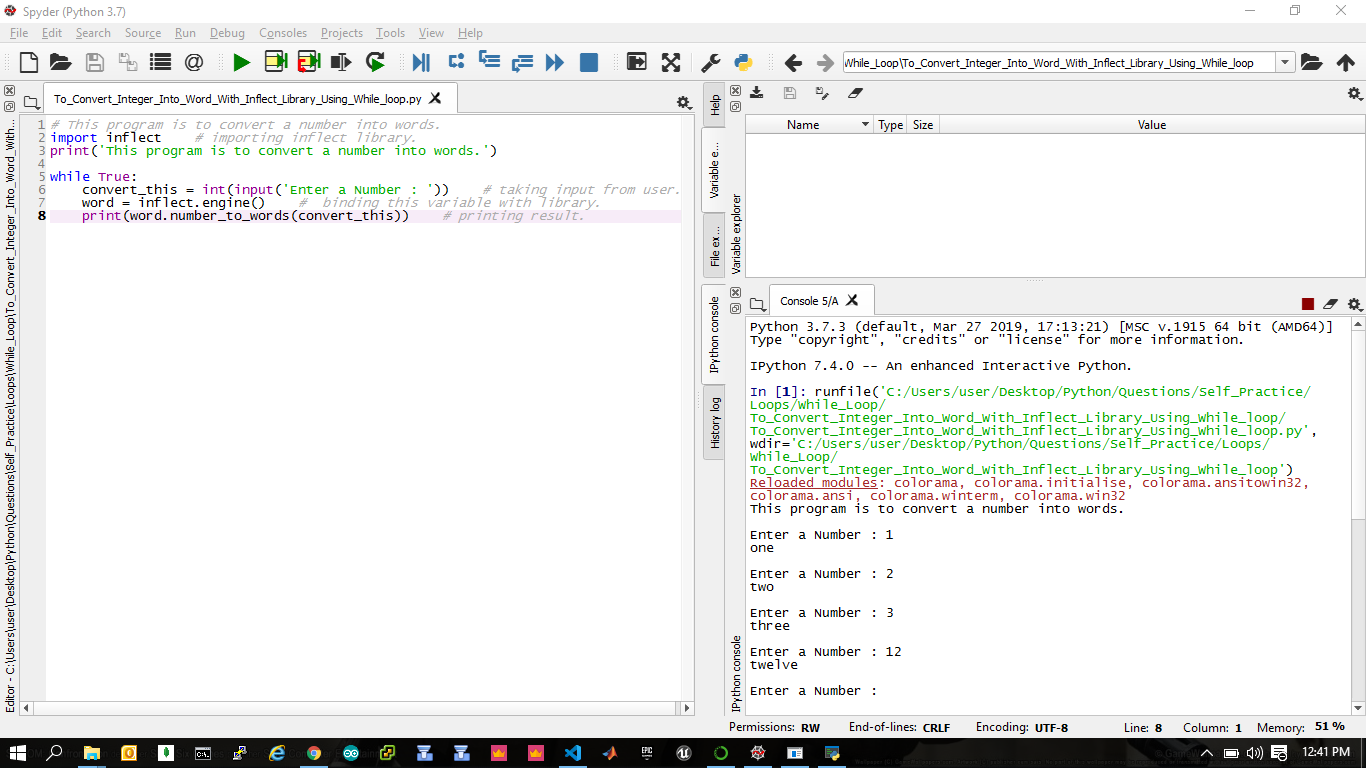 Spyder (Python 3.7)
File Edit Search Source Run Debug Consoles Projects Tools View Help
While_Loop\To_Convert_Integer_Into_Word_With_Inflect_Library_Using_While_loop
To_Convert_Integer_Into_Word_With_Inflect_Library_Using_While_loop.py
Editor - C:\Users\user\Desktop\Python\Questions\Self_Practice\Loops\While_Loop\To_Convert_Integer_Into_Word_With...
1 # This program is to convert a number into words.
2 import inflect    # importing inflect library.
3 print('This program is to convert a number into words.')
4
5 while True:
6     convert_this = int(input('Enter a Number : '))    # taking input from user.
7     word = inflect.engine()    #  binding this variable with library.
8     print(word.number_to_words(convert_this))    # printing result.
Help
Variable e...
File ex...
Variable explorer
Name Type Size Value
IPython console
History log
IPython console
Console 5/A
Python 3.7.3 (default, Mar 27 2019, 17:13:21) [MSC v.1915 64 bit (AMD64)]
Type "copyright", "credits" or "license" for more information.
IPython 7.4.0 -- An enhanced Interactive Python.
In [1]: runfile('C:/Users/user/Desktop/Python/Questions/Self_Practice/
Loops/While_Loop/
To_Convert_Integer_Into_Word_With_Inflect_Library_Using_While_loop/
To_Convert_Integer_Into_Word_With_Inflect_Library_Using_While_loop.py',
wdir='C:/Users/user/Desktop/Python/Questions/Self_Practice/Loops/
While_Loop/
To_Convert_Integer_Into_Word_With_Inflect_Library_Using_While_loop')
Reloaded modules: colorama, colorama.initialise, colorama.ansitowin32,
colorama.ansi, colorama.winterm, colorama.win32
This program is to convert a number into words.
Enter a Number : 1
one
Enter a Number : 2
two
Enter a Number : 3
three
Enter a Number : 12
twelve
Enter a Number :
Permissions: RW End-of-lines: CRLF Encoding: UTF-8 Line: 8 Column: 1 Memory: 51 %
12:41 PM